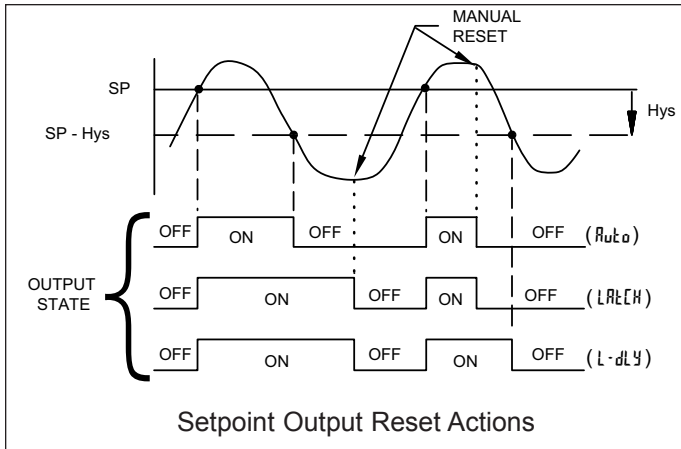 MANUAL
RESET
SP
Hys
SP - Hys
OFF ON OFF ON OFF (Auto)
OUTPUT
STATE
OFF ON OFF ON OFF (LAtCH)
OFF ON OFF ON OFF (L-dLY)
Setpoint Output Reset Actions